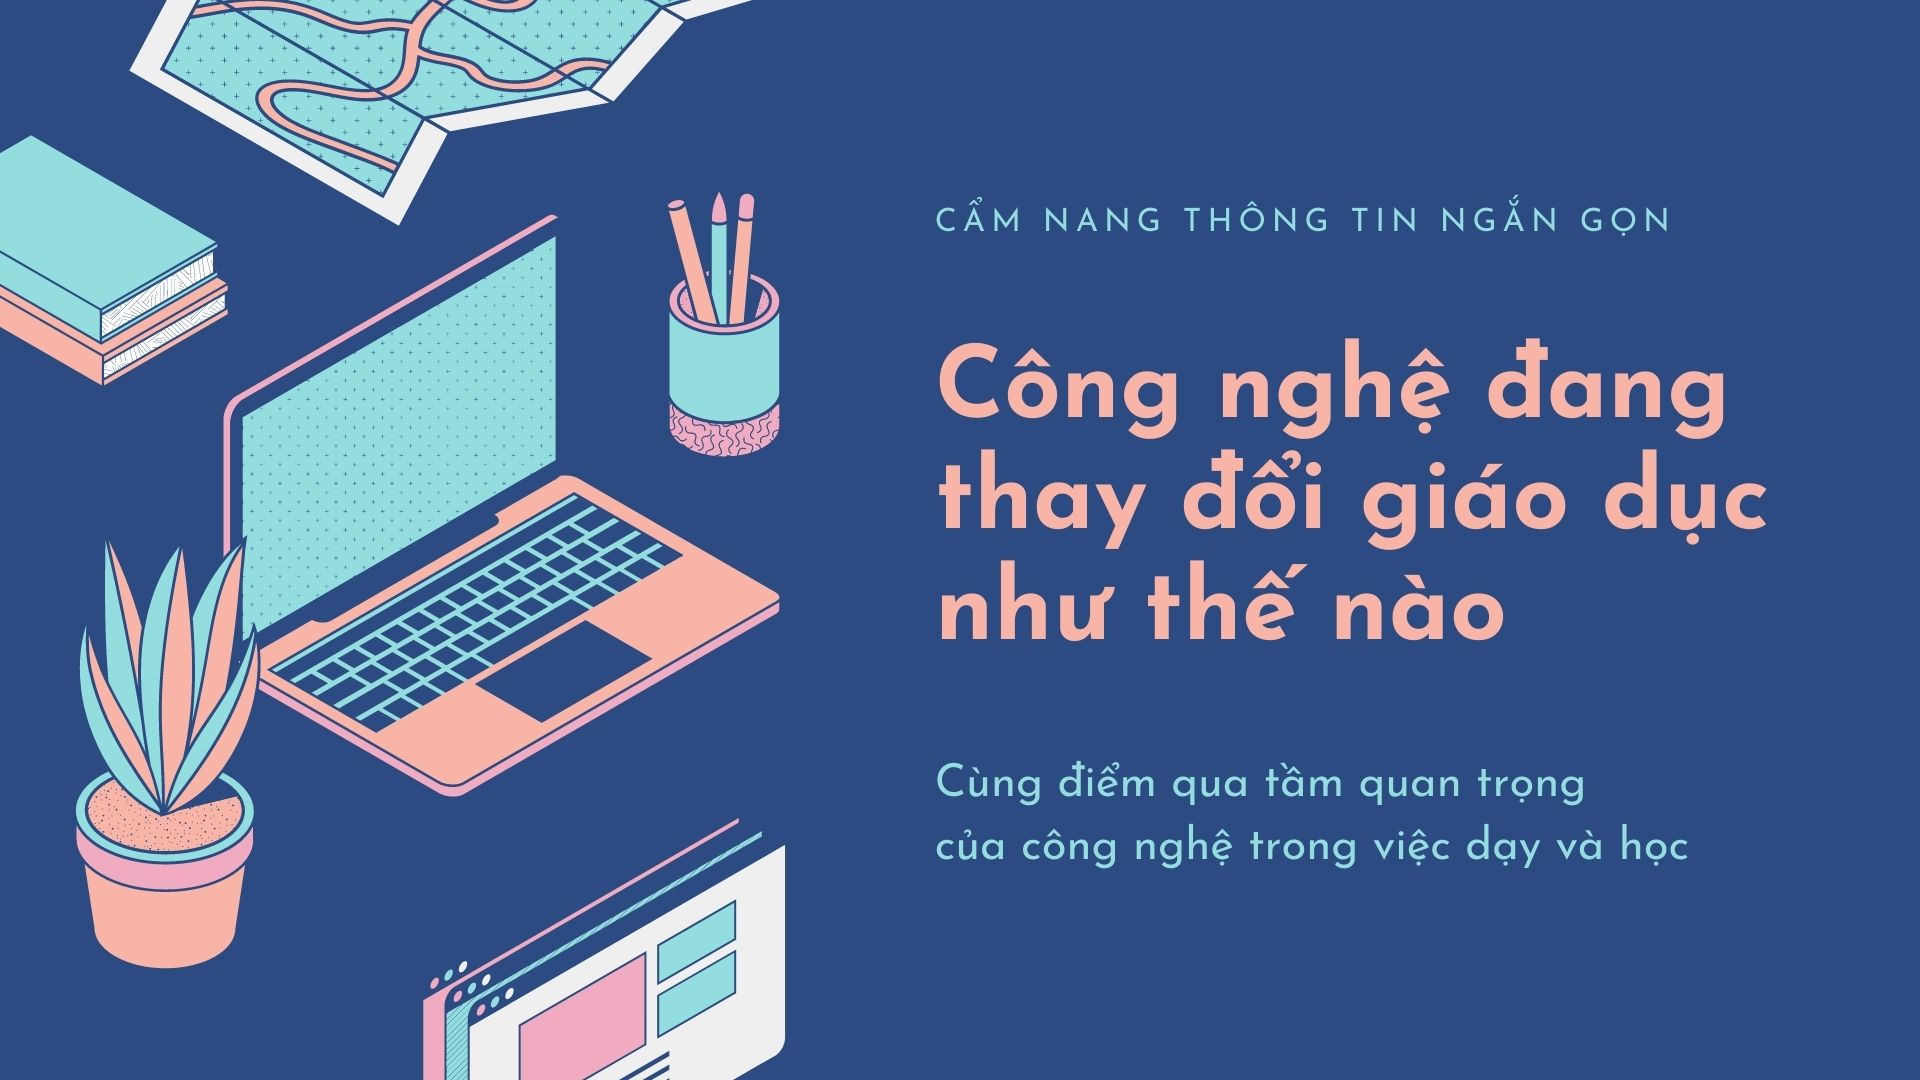 CẨM NANG THÔNG TIN NGẮN GỌN
Công nghệ đang
thay đổi giáo dục
như thế nào
Cùng điểm qua tầm quan trọng
của công nghệ trong việc dạy và học